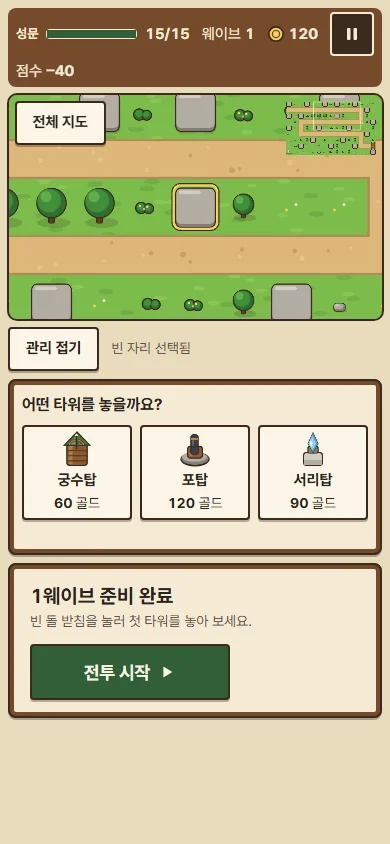 성문 15/15 웨이브 1 120
점수 −40
전체 지도
관리 접기 빈 자리 선택됨
어떤 타워를 놓을까요?
궁수탑 포탑 서리탑
60 골드 120 골드 90 골드
1웨이브 준비 완료
빈 돌 받침을 눌러 첫 타워를 놓아 보세요.
전투 시작